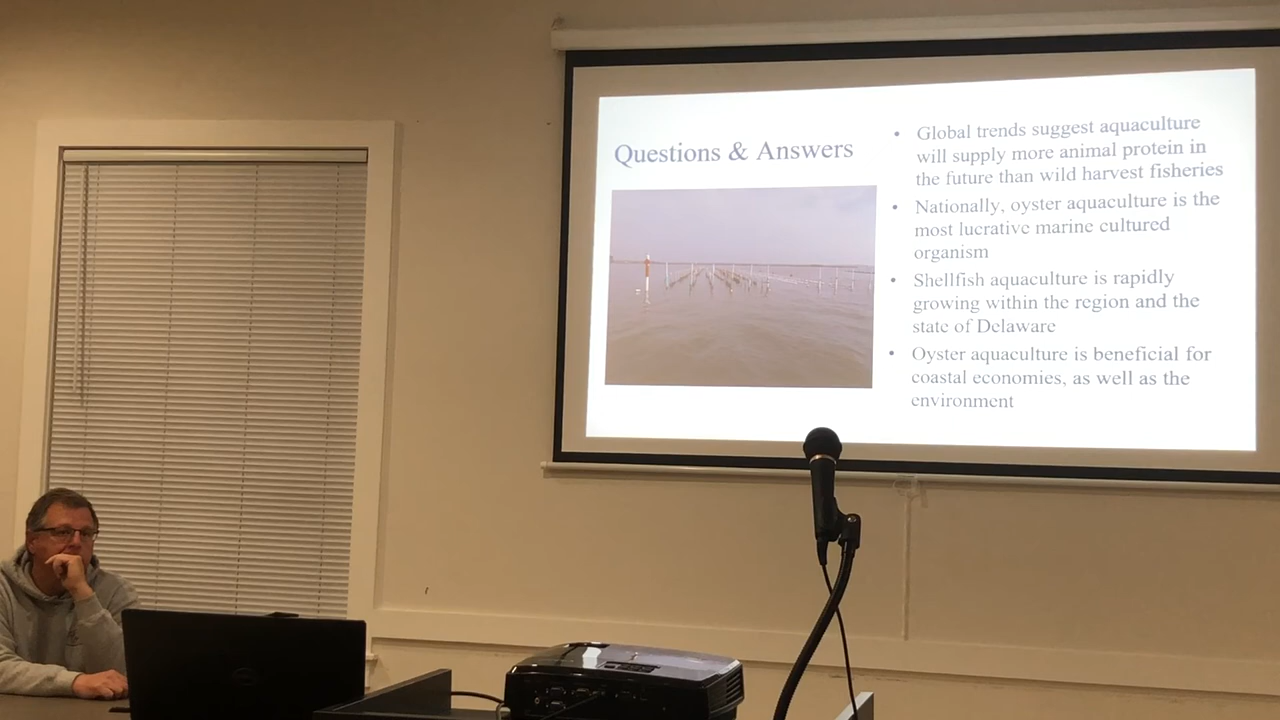 Questions & Answers
• Global trends suggest aquaculture
will supply more animal protein in
the future than wild harvest fisheries
• Nationally, oyster aquaculture is the
most lucrative marine cultured
organism
• Shellfish aquaculture is rapidly
growing within the region and the
state of Delaware
• Oyster aquaculture is beneficial for
coastal economies, as well as the
environment